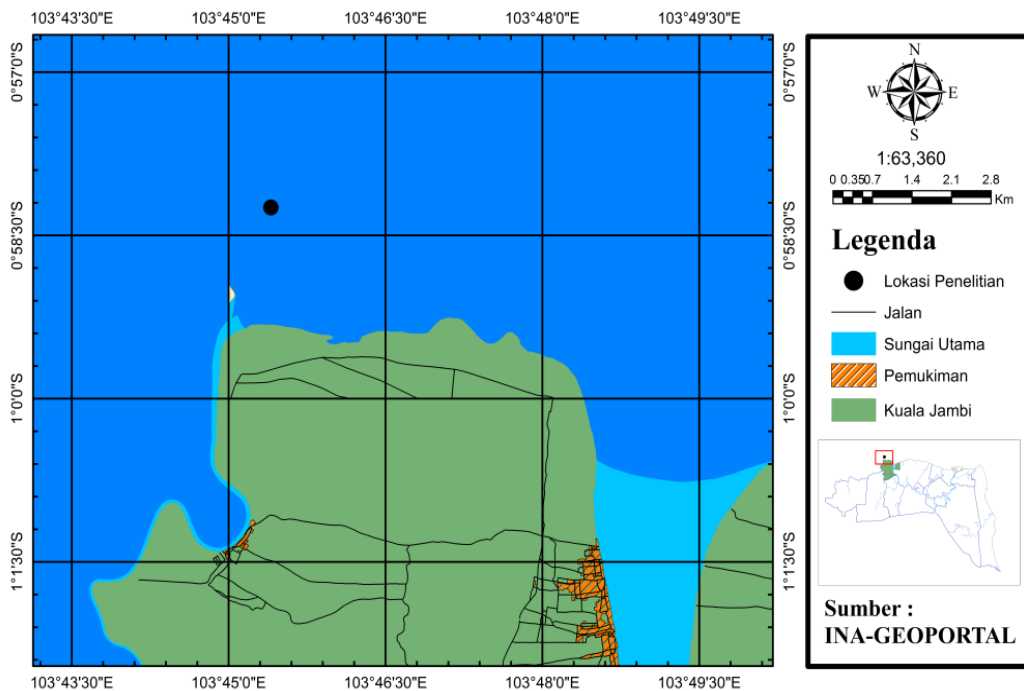 103°43'30"E 103°45'0"E 103°46'30"E 103°48'0"E 103°49'30"E
0°57'0"S 0°57'0"S
0°58'30"S 0°58'30"S
1°0'0"S 1°0'0"S
1°1'30"S 1°1'30"S
103°43'30"E 103°45'0"E 103°46'30"E 103°48'0"E 103°49'30"E
N
W E
S
1:63,360
0 0.35 0.7 1.4 2.1 2.8
Km
Legenda
Lokasi Penelitian
Jalan
Sungai Utama
Pemukiman
Kuala Jambi
Sumber :
INA-GEOPORTAL